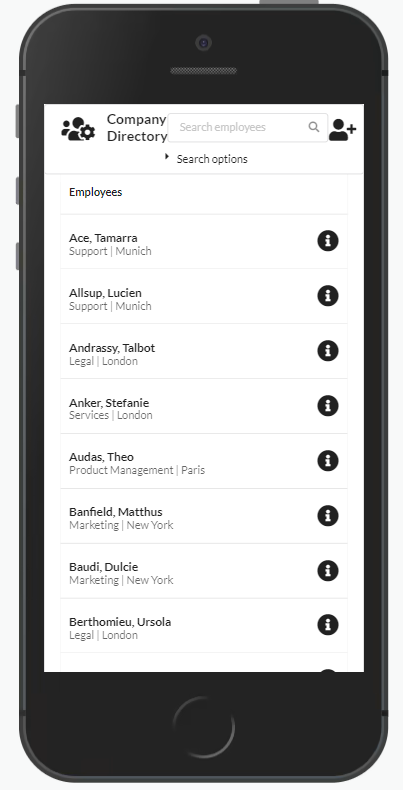 Company
Directory
Search employees
Search options
Employees
Ace, Tamarra
Support | Munich
Allsup, Lucien
Support | Munich
Andrassy, Talbot
Legal | London
Anker, Stefanie
Services | London
Audas, Theo
Product Management | Paris
Banfield, Matthus
Marketing | New York
Baudi, Dulcie
Marketing | New York
Berthomieu, Ursola
Legal | London